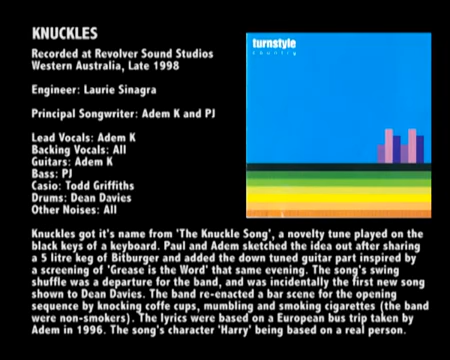 KNUCKLES
Recorded at Revolver Sound Studios
Western Australia, Late 1998
Engineer: Laurie Sinagra
Principal Songwriter: Adem K and PJ
Lead Vocals: Adem K
Backing Vocals: All
Guitars: Adem K
Bass: PJ
Casio: Todd Griffiths
Drums: Dean Davies
Other Noises: All
turnstyle
country
Knuckles got it's name from 'The Knuckle Song', a novelty tune played on the
black keys of a keyboard. Paul and Adem sketched the idea out after sharing
a 5 litre keg of Bitburger and added the down tuned guitar part inspired by
a screening of 'Grease is the Word' that same evening. The song's swing
shuffle was a departure for the band, and was incidentally the first new song
shown to Dean Davies. The band re-enacted a bar scene for the opening
sequence by knocking coffe cups, mumbling and smoking cigarettes (the band
were non-smokers). The lyrics were based on a European bus trip taken by
Adem in 1996. The song's character 'Harry' being based on a real person.